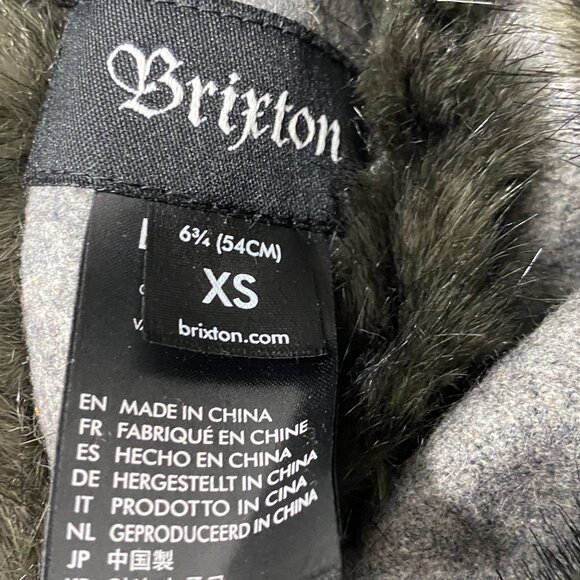 Brixton
6¾ (54CM)
XS
brixton.com
EN MADE IN CHINA
FR FABRIQUÉ EN CHINE
ES HECHO EN CHINA
DE HERGESTELLT IN CHINA
IT PRODOTTO IN CINA
NL GEPRODUCEERD IN CHINA
JP 中国製